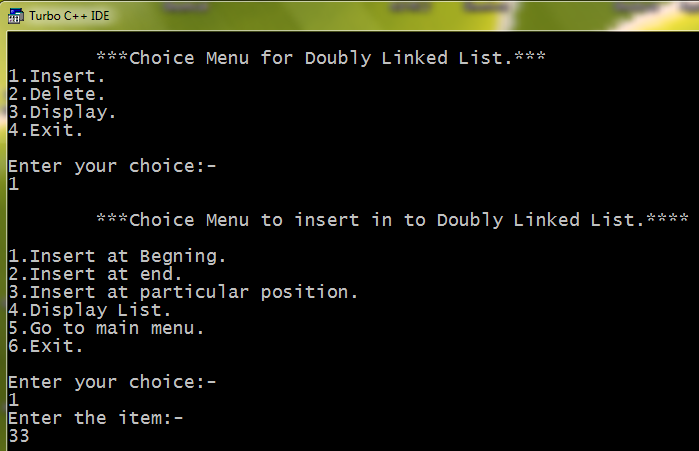 Turbo C++ IDE
***Choice Menu for Doubly Linked List.***
1.Insert.
2.Delete.
3.Display.
4.Exit.
Enter your choice:-
1
***Choice Menu to insert in to Doubly Linked List.****
1.Insert at Begning.
2.Insert at end.
3.Insert at particular position.
4.Display List.
5.Go to main menu.
6.Exit.
Enter your choice:-
1
Enter the item:-
33